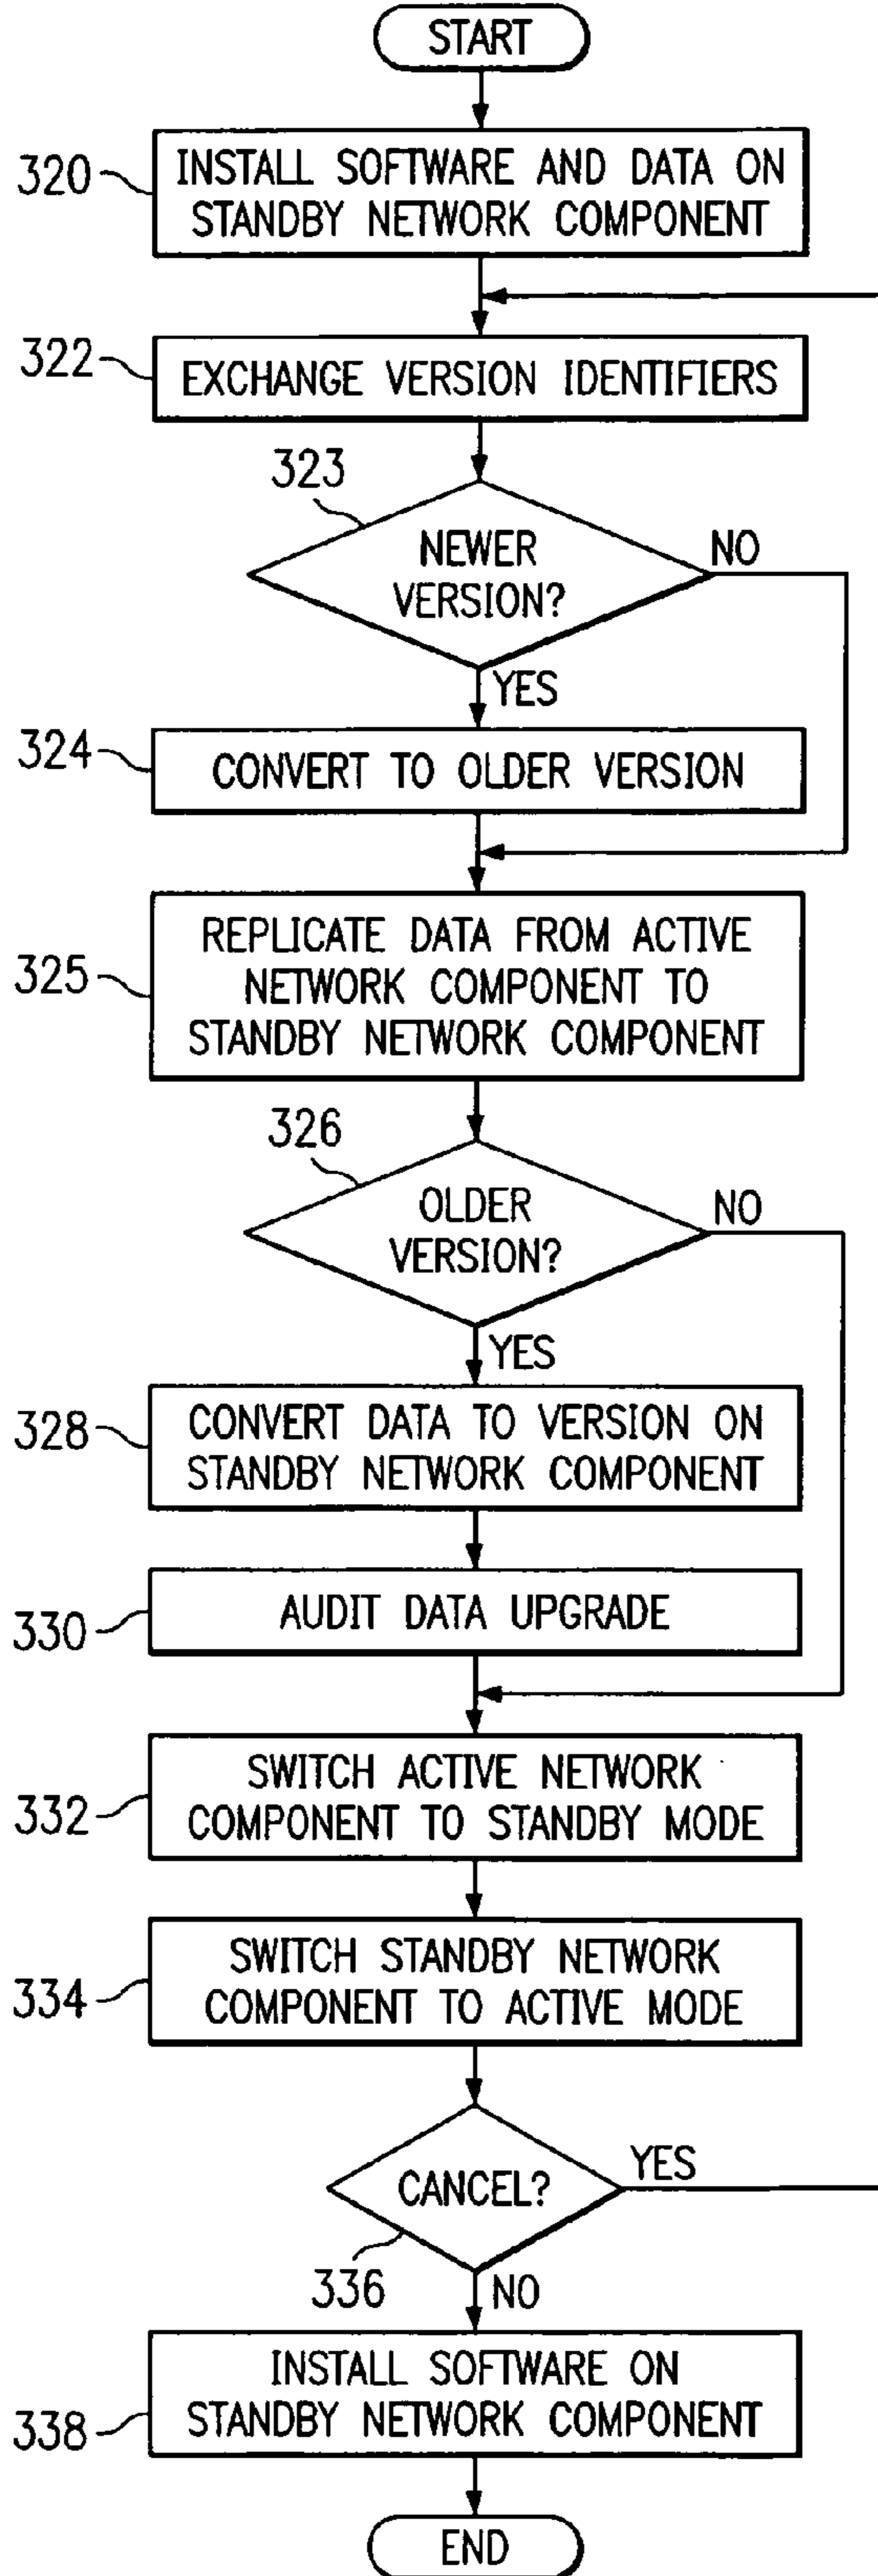 START
320
INSTALL SOFTWARE AND DATA ON
STANDBY NETWORK COMPONENT
322
EXCHANGE VERSION IDENTIFIERS
323
NEWER
VERSION?
NO
YES
324
CONVERT TO OLDER VERSION
325
REPLICATE DATA FROM ACTIVE
NETWORK COMPONENT TO
STANDBY NETWORK COMPONENT
326
OLDER
VERSION?
NO
YES
328
CONVERT DATA TO VERSION ON
STANDBY NETWORK COMPONENT
330
AUDIT DATA UPGRADE
332
SWITCH ACTIVE NETWORK
COMPONENT TO STANDBY MODE
334
SWITCH STANDBY NETWORK
COMPONENT TO ACTIVE MODE
CANCEL?
YES
336
NO
338
INSTALL SOFTWARE ON
STANDBY NETWORK COMPONENT
END